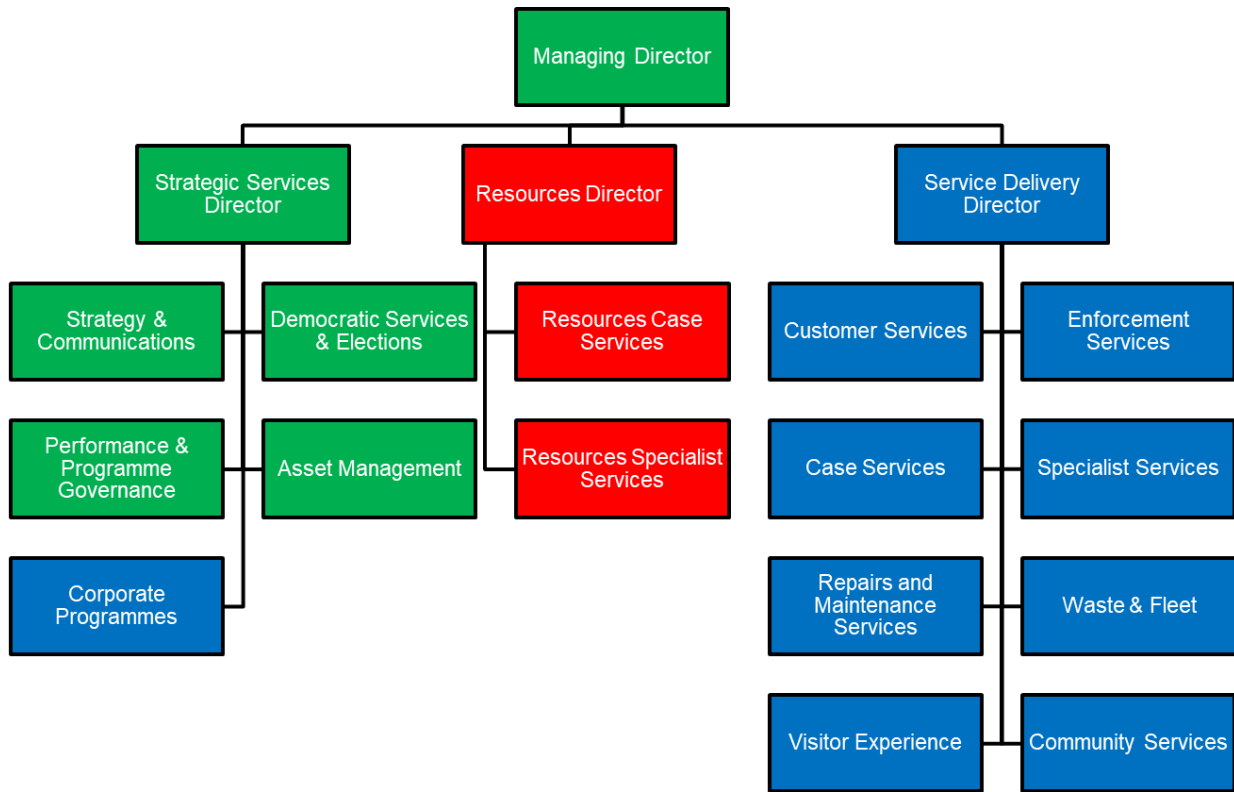 Managing Director
Strategic Services
Director
Resources Director
Service Delivery
Director
Strategy &
Communications
Democratic Services
& Elections
Resources Case
Services
Customer Services
Enforcement
Services
Performance &
Programme
Governance
Asset Management
Resources Specialist
Services
Case Services
Specialist Services
Corporate
Programmes
Repairs and
Maintenance
Services
Waste & Fleet
Visitor Experience
Community Services